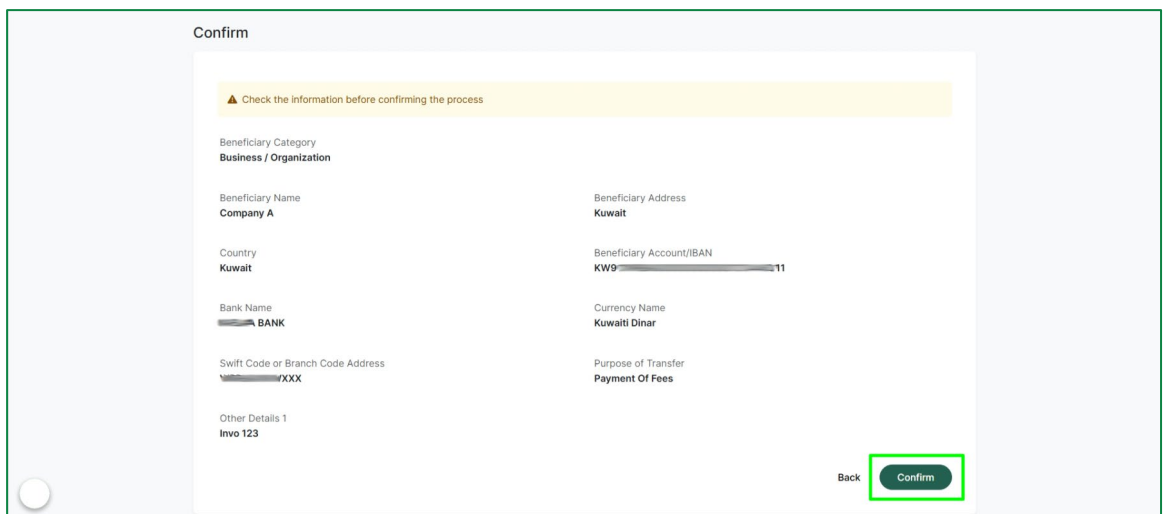 Confirm
Check the information before confirming the process
Beneficiary Category
Business / Organization
Beneficiary Name
Company A
Beneficiary Address
Kuwait
Country
Kuwait
Beneficiary Account/IBAN
KW9 11
Bank Name
BANK
Currency Name
Kuwaiti Dinar
Swift Code or Branch Code Address
XXX
Purpose of Transfer
Payment Of Fees
Other Details 1
Invo 123
Back
Confirm